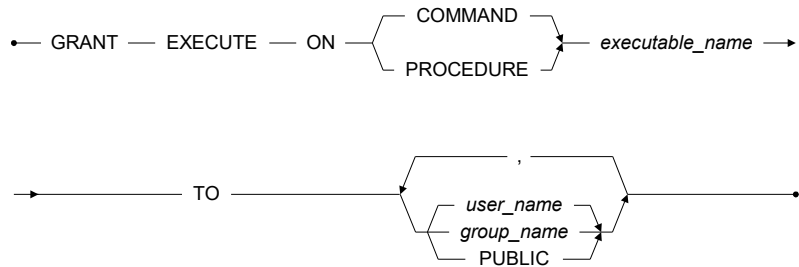 COMMAND
GRANT EXECUTE ON executable_name
PROCEDURE
,
TO user_name
group_name
PUBLIC